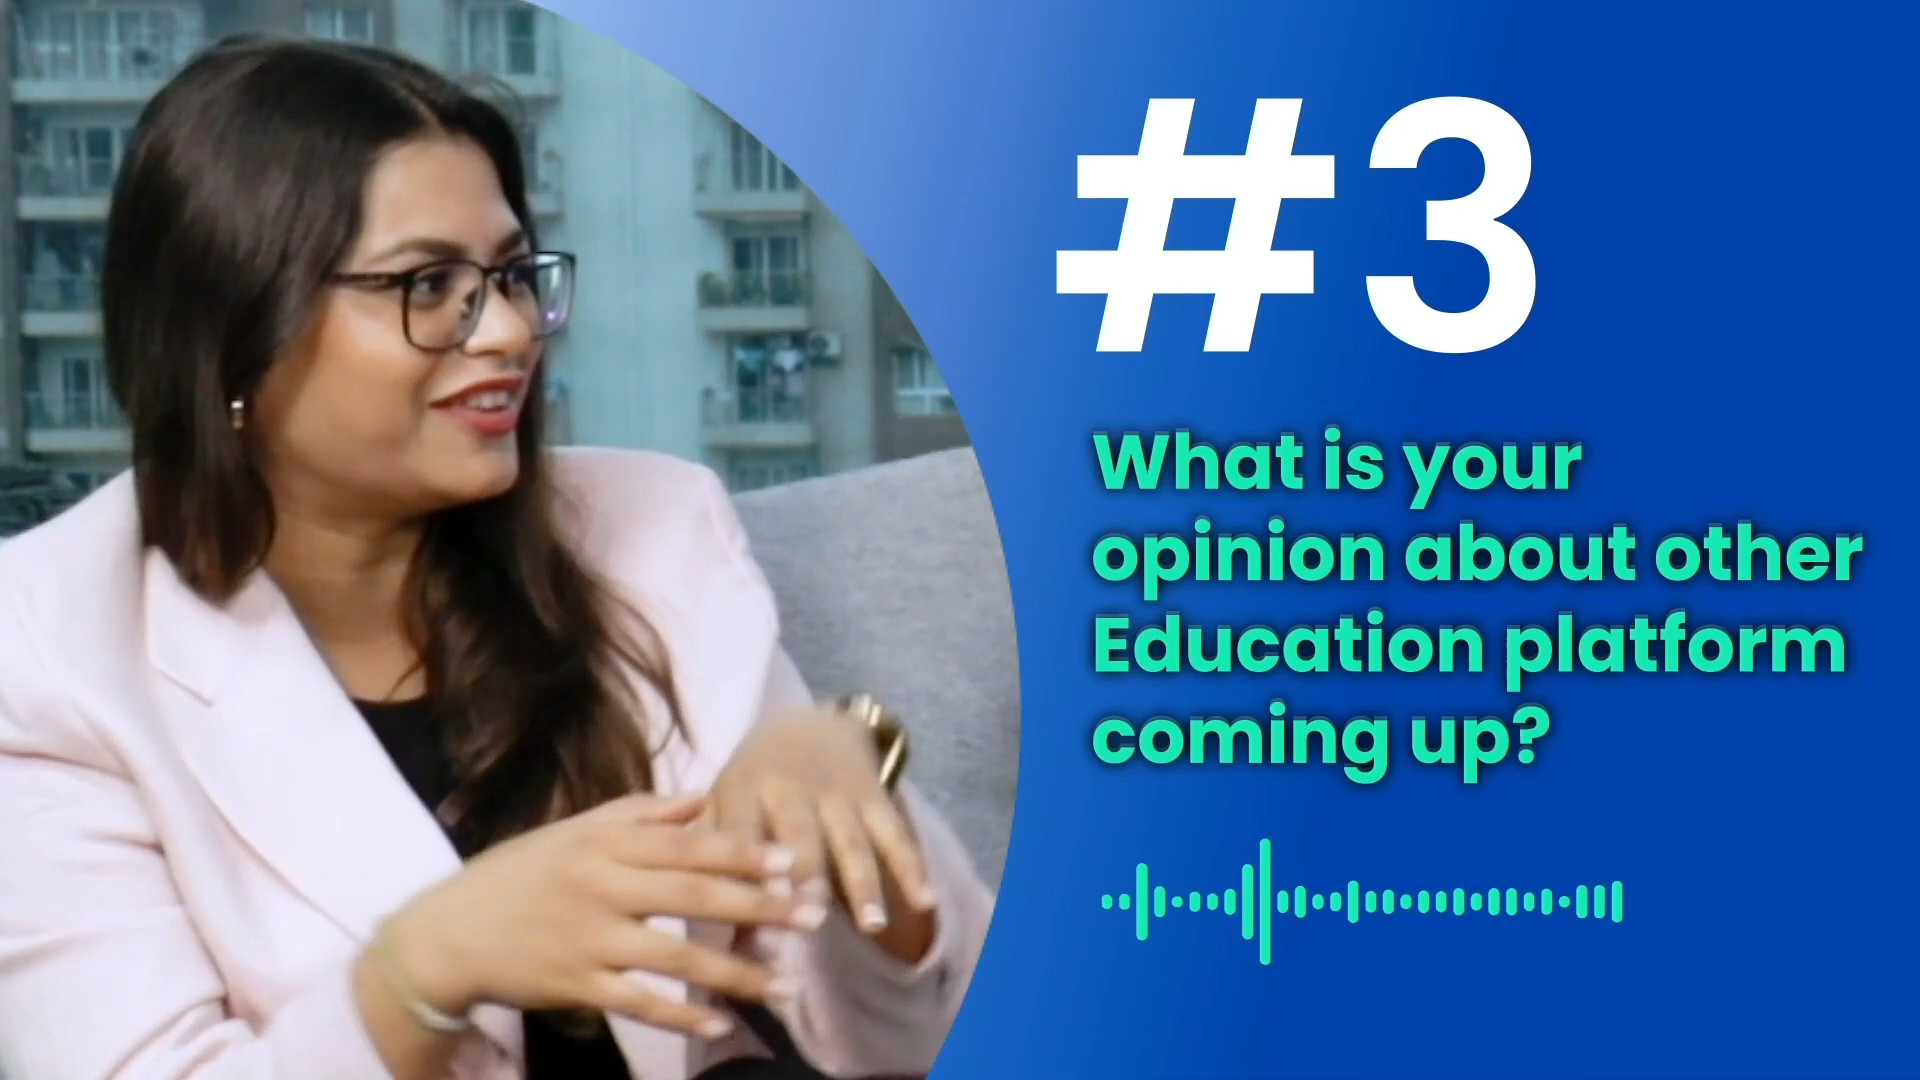 #3
What is your
opinion about other
Education platform
coming up?